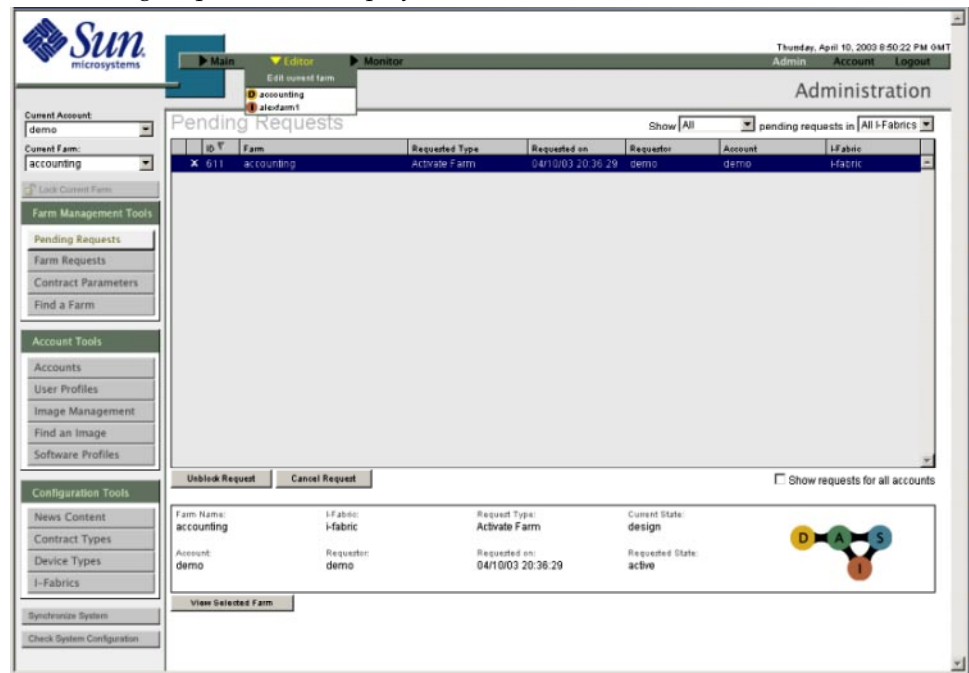 Sun
microsystems
Thursday, April 10, 2003 8:50:22 PM GMT
Main Editor Monitor
Admin Account Logout
Edit current farm
D accounting
I alexfarm1
Administration
Current Account:
demo
Current Farm:
accounting
Lock Current Farm
Farm Management Tools
Pending Requests
Farm Requests
Contract Parameters
Find a Farm
Account Tools
Accounts
User Profiles
Image Management
Find an Image
Software Profiles
Configuration Tools
News Content
Contract Types
Device Types
I-Fabrics
Synchronize System
Check System Configuration
Pending Requests
Show All pending requests in All I-Fabrics
ID Farm Requested Type Requested on Requestor Account I-Fabric
X 611 accounting Activate Farm 04/10/03 20:36:29 demo demo i-fabric
Unblock Request Cancel Request
Show requests for all accounts
Farm Name: I-Fabric: Request Type: Current State:
accounting i-fabric Activate Farm design
Account: Requestor: Requested on: Requested State:
demo demo 04/10/03 20:36:29 active
D A S
I
View Selected Farm